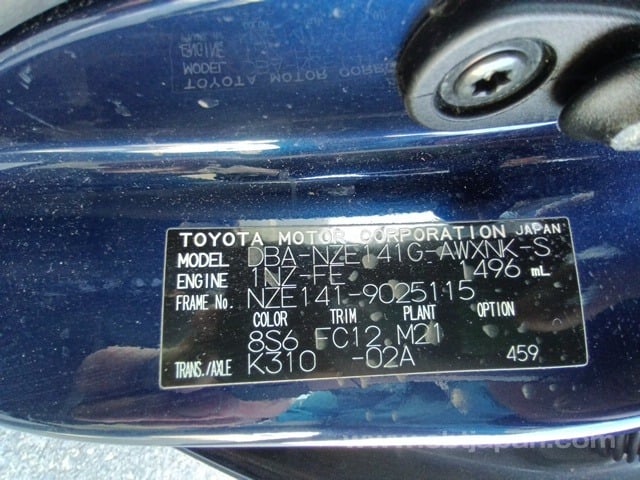 TOYOTA MOTOR CORPORATION JAPAN
MODEL DBA-NZE141G-AWXNK-S
ENGINE 1NZ-FE 1496 mL
FRAME No. NZE141-9025115
COLOR TRIM PLANT OPTION
8S6 FC12 M21
TRANS./AXLE K310 -02A 459